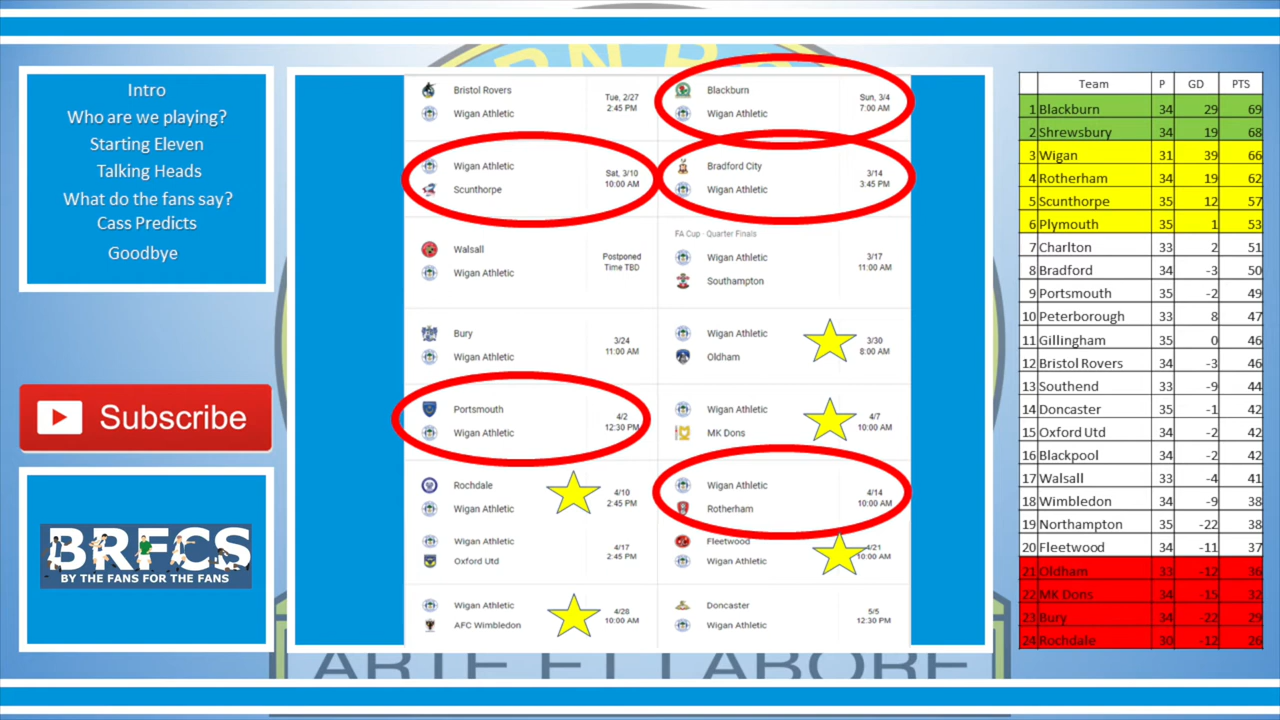 RN RO
Intro
Who are we playing?
Starting Eleven
Talking Heads
What do the fans say?
Cass Predicts
Goodbye
Subscribe
BRFCS
BY THE FANS FOR THE FANS
Bristol Rovers
Wigan Athletic
Tue, 2/27
2:45 PM
Blackburn
Wigan Athletic
Sun, 3/4
7:00 AM
Wigan Athletic
Scunthorpe
Sat, 3/10
10:00 AM
Bradford City
Wigan Athletic
3/14
3:45 PM
Walsall
Wigan Athletic
Postponed
Time TBD
FA Cup · Quarter Finals
Wigan Athletic
Southampton
3/17
11:00 AM
Bury
Wigan Athletic
3/24
11:00 AM
Wigan Athletic
Oldham
3/30
8:00 AM
Portsmouth
Wigan Athletic
4/2
12:30 PM
Wigan Athletic
MK Dons
4/7
10:00 AM
Rochdale
Wigan Athletic
4/10
2:45 PM
Wigan Athletic
Rotherham
4/14
10:00 AM
Wigan Athletic
Oxford Utd
4/17
2:45 PM
Fleetwood
Wigan Athletic
4/21
10:00 AM
Wigan Athletic
AFC Wimbledon
4/28
10:00 AM
Doncaster
Wigan Athletic
5/5
12:30 PM
Team P GD PTS
1 Blackburn 34 29 69
2 Shrewsbury 34 19 68
3 Wigan 31 39 66
4 Rotherham 34 19 62
5 Scunthorpe 35 12 57
6 Plymouth 35 1 53
7 Charlton 33 2 51
8 Bradford 34 -3 50
9 Portsmouth 35 -2 49
10 Peterborough 33 8 47
11 Gillingham 35 0 46
12 Bristol Rovers 34 -3 46
13 Southend 33 -9 44
14 Doncaster 35 -1 42
15 Oxford Utd 34 -2 42
16 Blackpool 34 -2 42
17 Walsall 33 -4 41
18 Wimbledon 34 -9 38
19 Northampton 35 -22 38
20 Fleetwood 34 -11 37
21 Oldham 33 -12 36
22 MK Dons 34 -15 32
23 Bury 34 -22 29
24 Rochdale 30 -12 26
ARTE ET LABORE